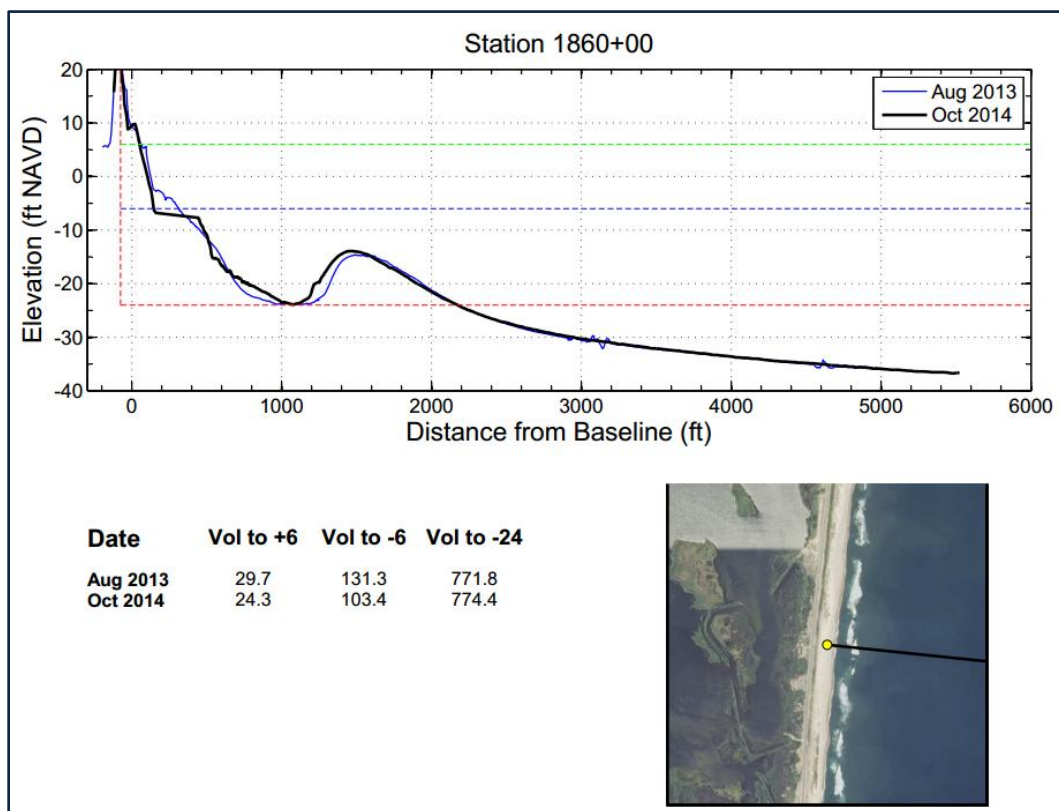 Station 1860+00
Aug 2013
Oct 2014
20
10
0
-10
-20
-30
-40
Elevation (ft NAVD)
0 1000 2000 3000 4000 5000 6000
Distance from Baseline (ft)
Date Vol to +6 Vol to -6 Vol to -24
Aug 2013 29.7 131.3 771.8
Oct 2014 24.3 103.4 774.4